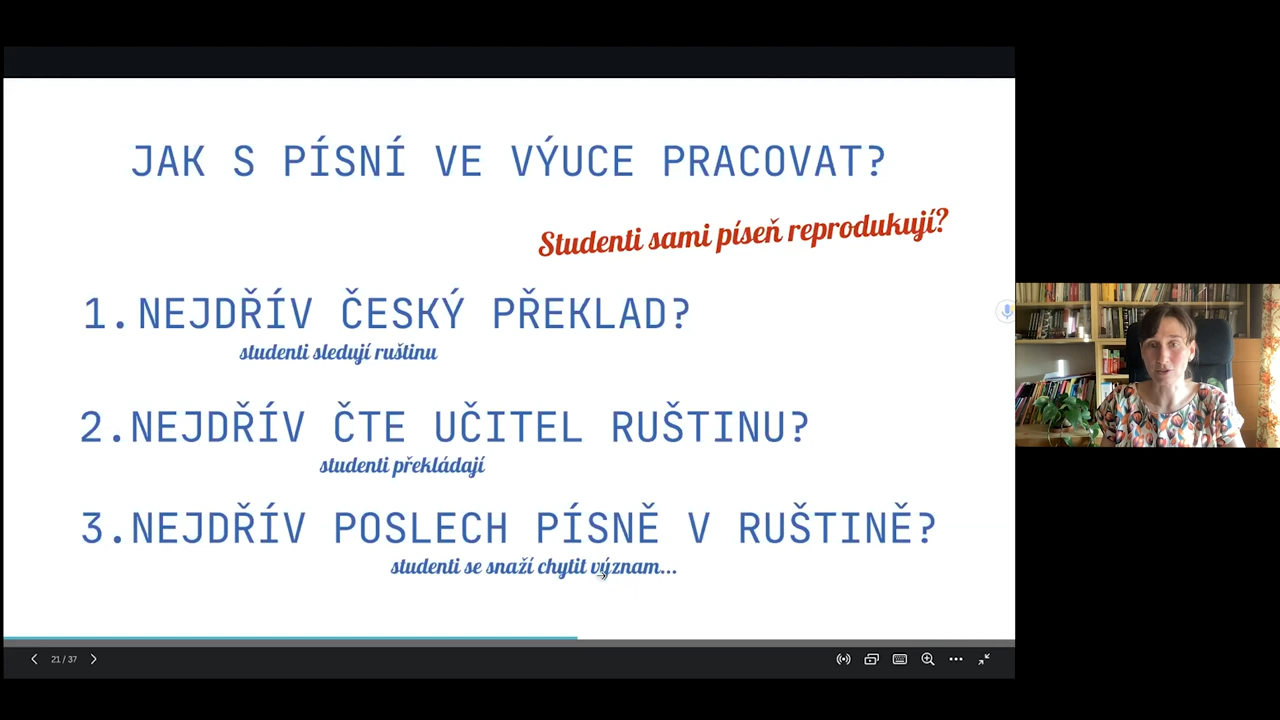 JAK S PÍSNÍ VE VÝUCE PRACOVAT?
Studenti sami píseň reprodukují?
1. NEJDŘÍV ČESKÝ PŘEKLAD?
studenti sledují ruštinu
2. NEJDŘÍV ČTE UČITEL RUŠTINU?
studenti překládají
3. NEJDŘÍV POSLECH PÍSNĚ V RUŠTINĚ?
studenti se snaží chytit význam...
21 / 37